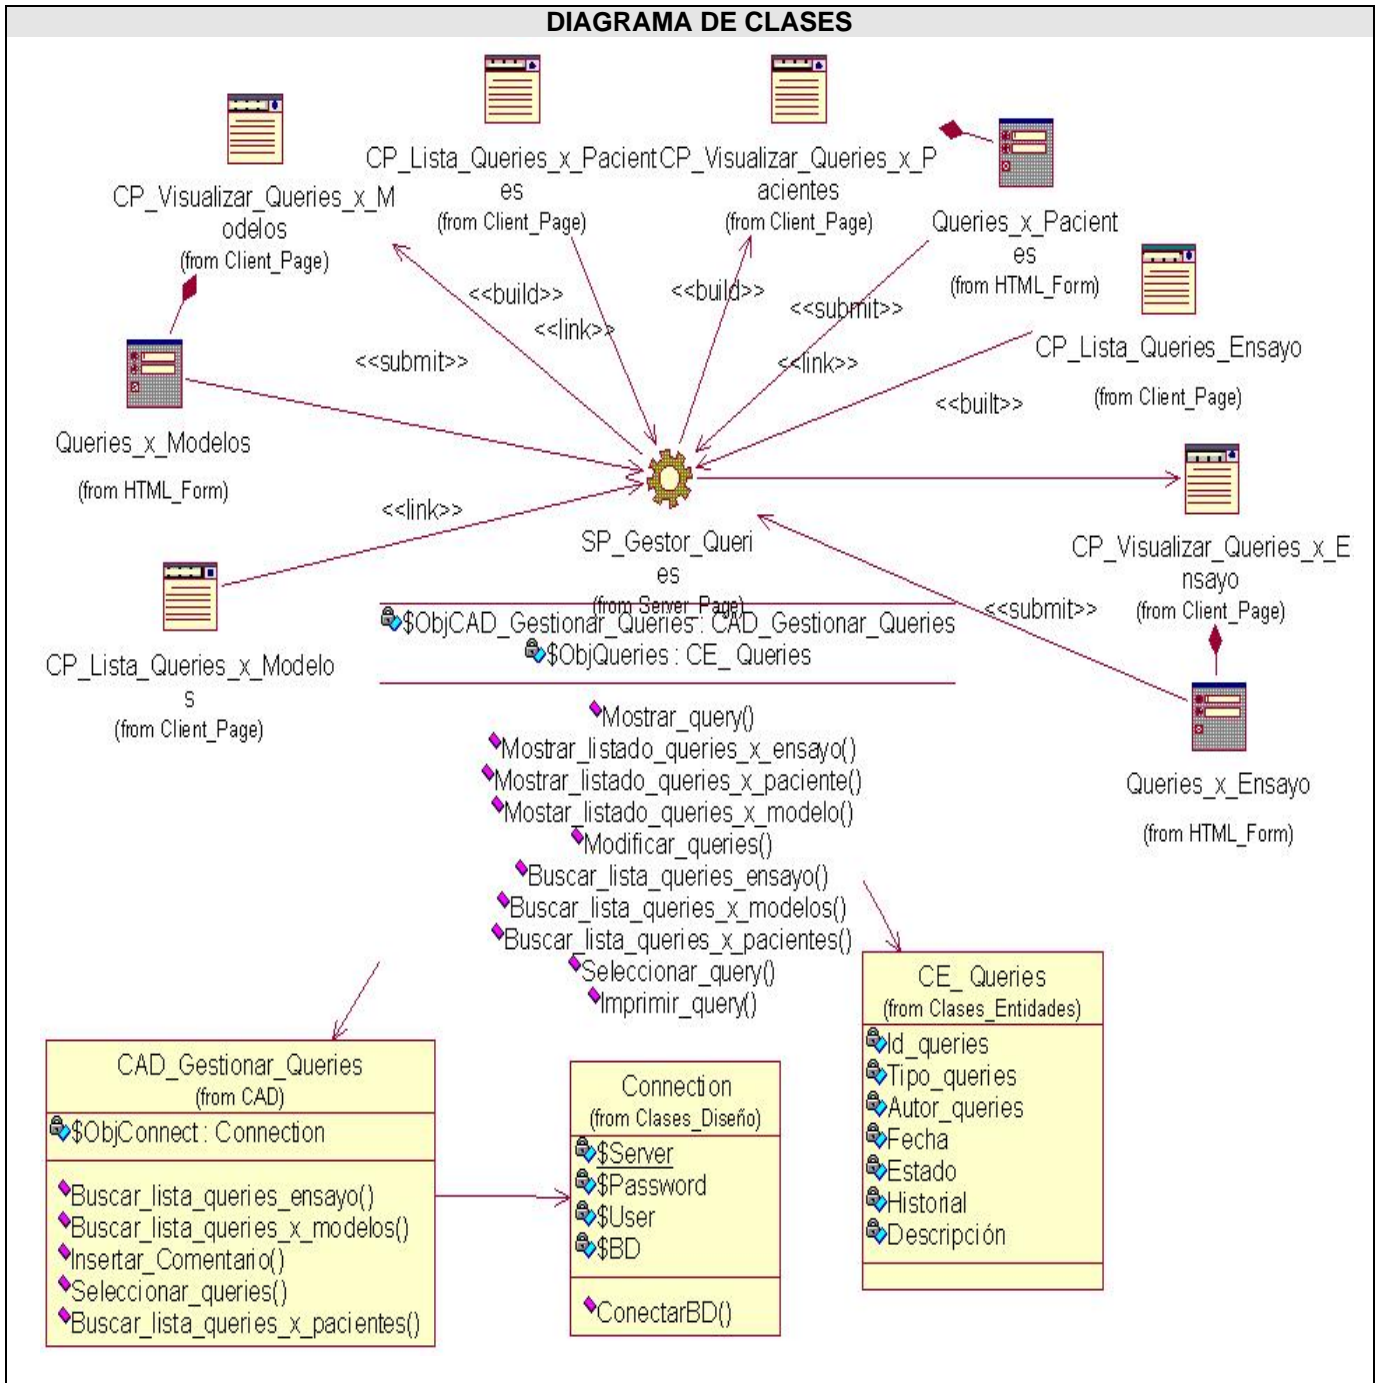 DIAGRAMA DE CLASES
CP_Lista_Queries_x_Pacient
es
(from Client_Page)
CP_Visualizar_Queries_x_P
acientes
(from Client_Page)
CP_Visualizar_Queries_x_M
odelos
(from Client_Page)
Queries_x_Pacient
es
(from HTML_Form)
<<build>>
<<link>>
<<build>>
<<submit>>
<<link>>
<<submit>>
CP_Lista_Queries_Ensayo
(from Client_Page)
<<built>>
Queries_x_Modelos
(from HTML_Form)
<<link>>
SP_Gestor_Queri
es
(from Server_Page)
CP_Visualizar_Queries_x_E
nsayo
(from Client_Page)
<<submit>>
$ObjCAD_Gestionar_Queries : CAD_Gestionar_Queries
$ObjQueries : CE_ Queries
CP_Lista_Queries_x_Modelo
s
(from Client_Page)
Mostrar_query()
Mostrar_listado_queries_x_ensayo()
Mostrar_listado_queries_x_paciente()
Mostar_listado_queries_x_modelo()
Modificar_queries()
Buscar_lista_queries_ensayo()
Buscar_lista_queries_x_modelos()
Buscar_lista_queries_x_pacientes()
Seleccionar_query()
Imprimir_query()
Queries_x_Ensayo
(from HTML_Form)
CE_ Queries
(from Clases_Entidades)
Id_queries
Tipo_queries
Autor_queries
Fecha
Estado
Historial
Descripción
CAD_Gestionar_Queries
(from CAD)
$ObjConnect : Connection
Buscar_lista_queries_ensayo()
Buscar_lista_queries_x_modelos()
Insertar_Comentario()
Seleccionar_queries()
Buscar_lista_queries_x_pacientes()
Connection
(from Clases_Diseño)
$Server
$Password
$User
$BD
ConectarBD()